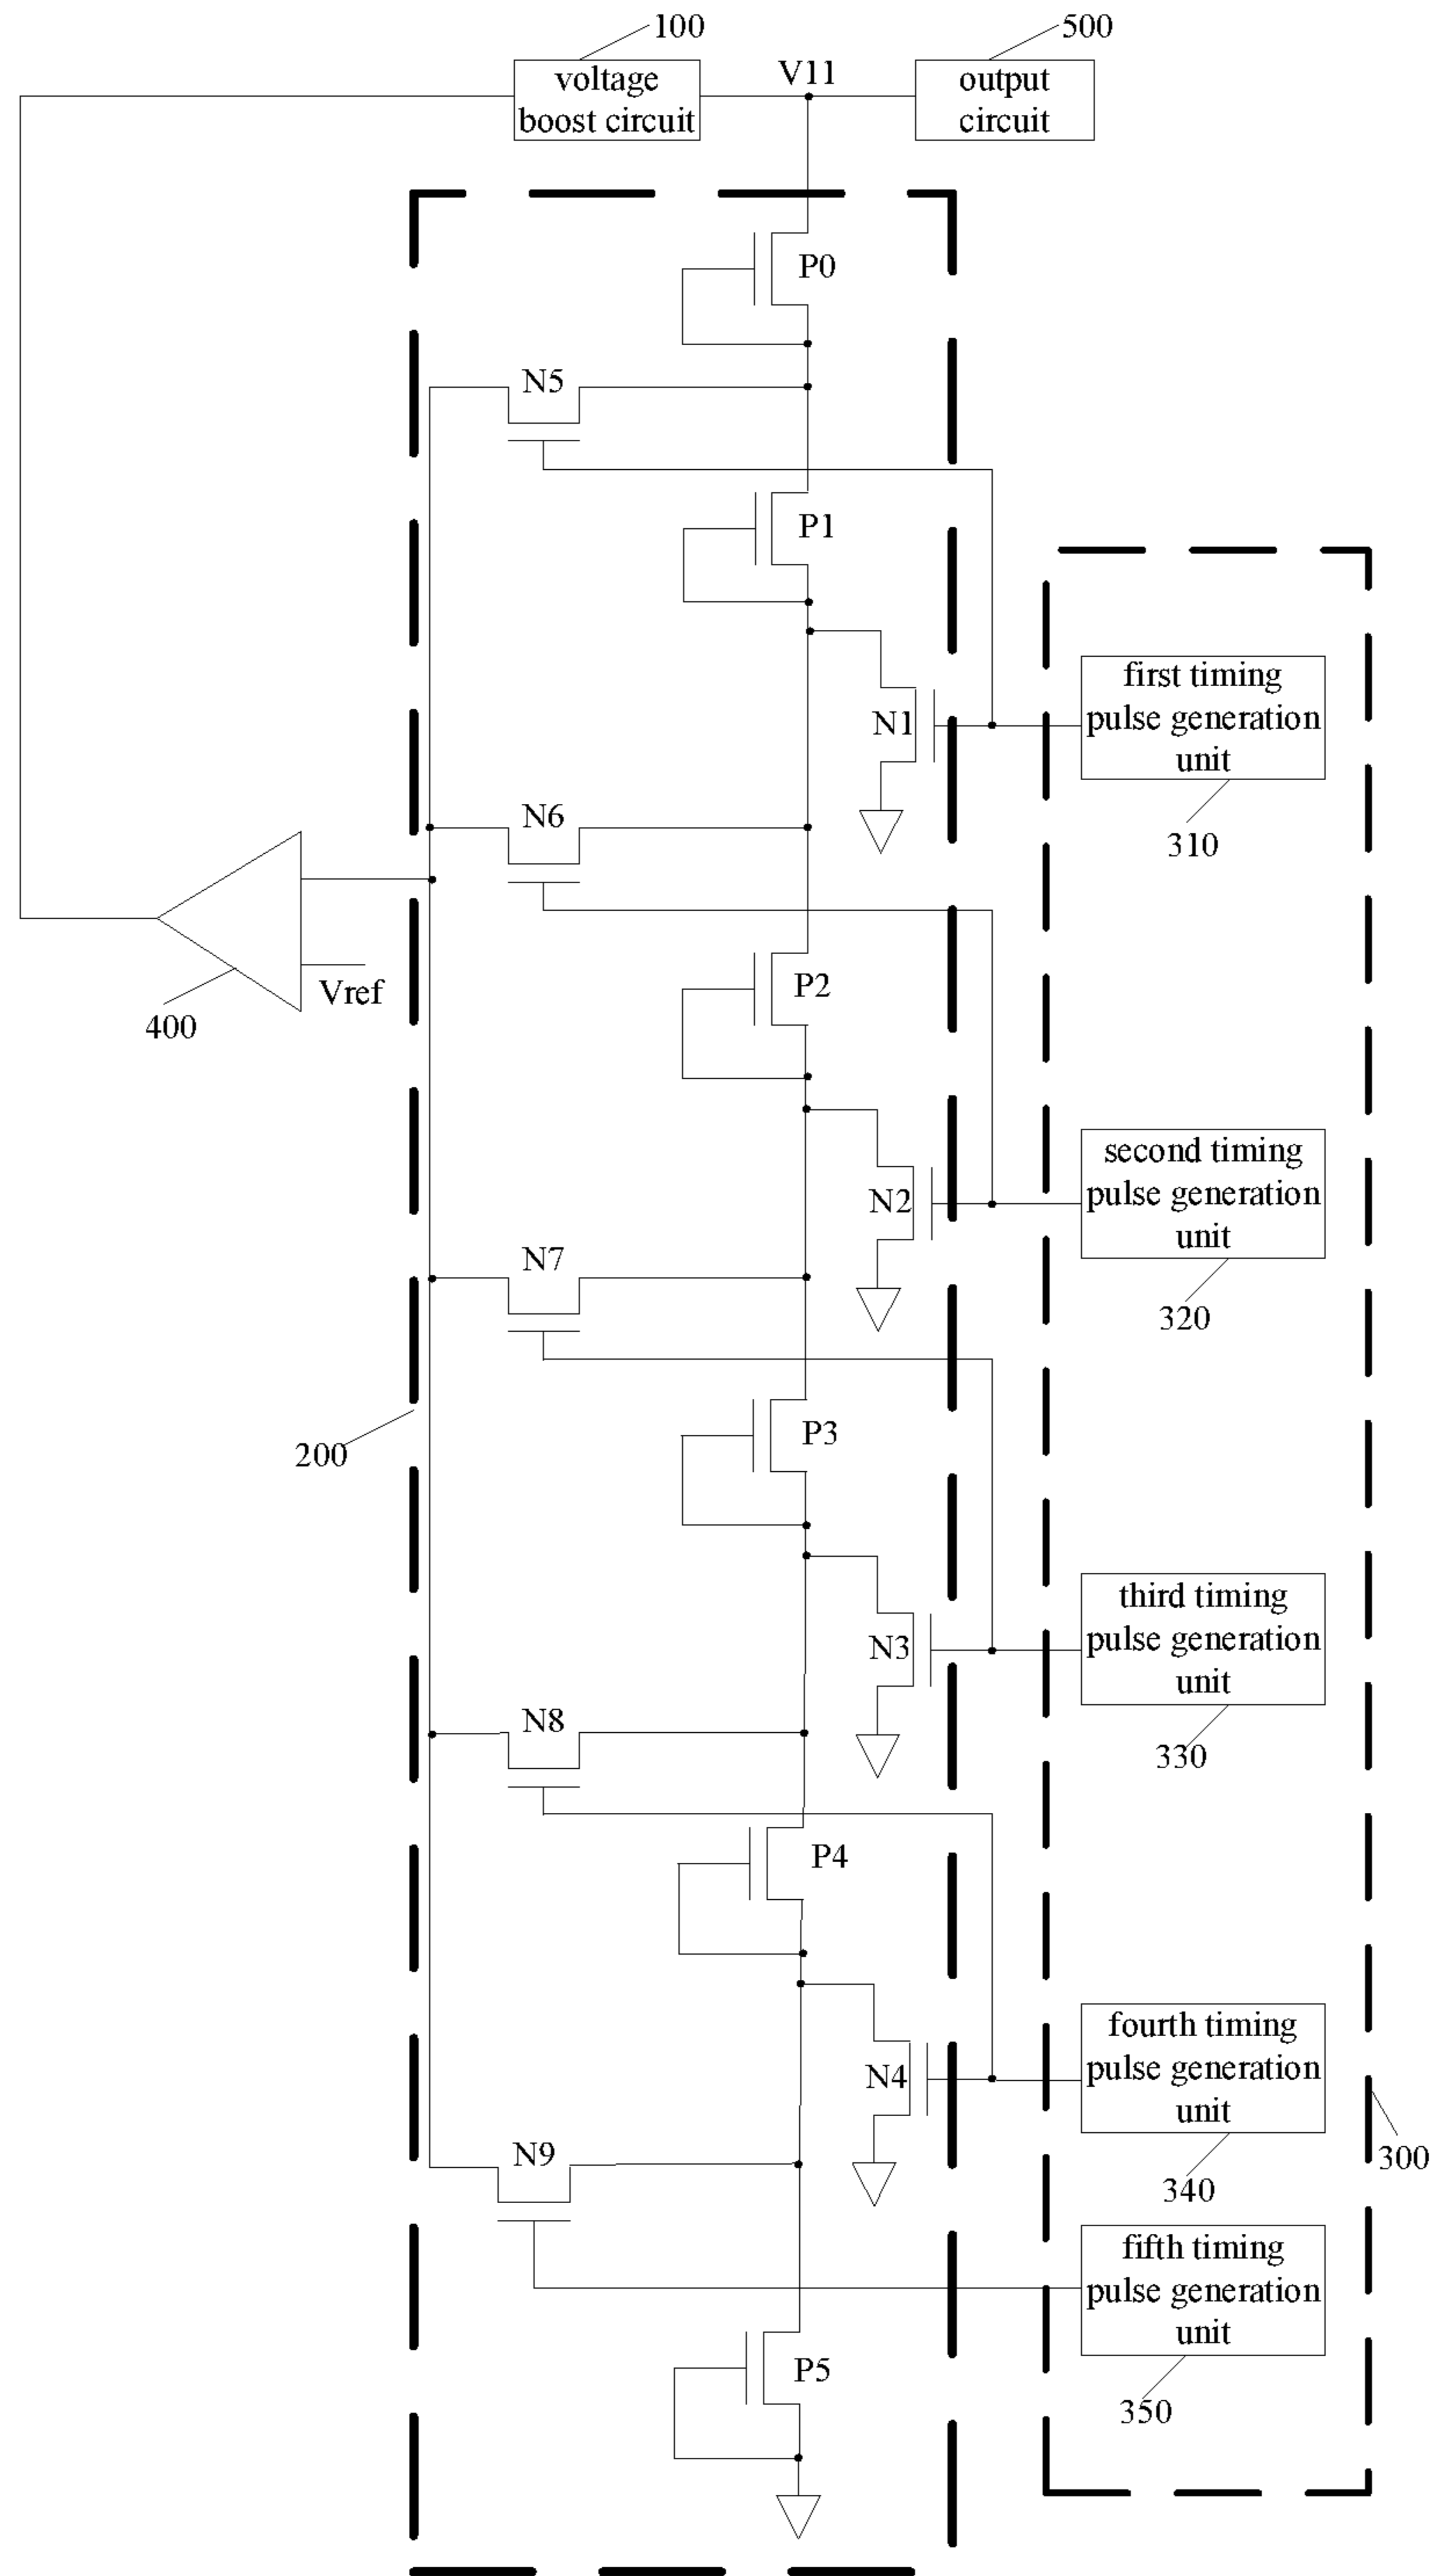 100
500
voltage
boost circuit
V11
output
circuit
P0
N5
P1
first timing
pulse generation
unit
N1
310
N6
P2
Vref
400
second timing
pulse generation
unit
N2
N7
320
P3
200
third timing
pulse generation
unit
N3
N8
330
P4
fourth timing
pulse generation
unit
N4
300
N9
340
fifth timing
pulse generation
unit
P5
350